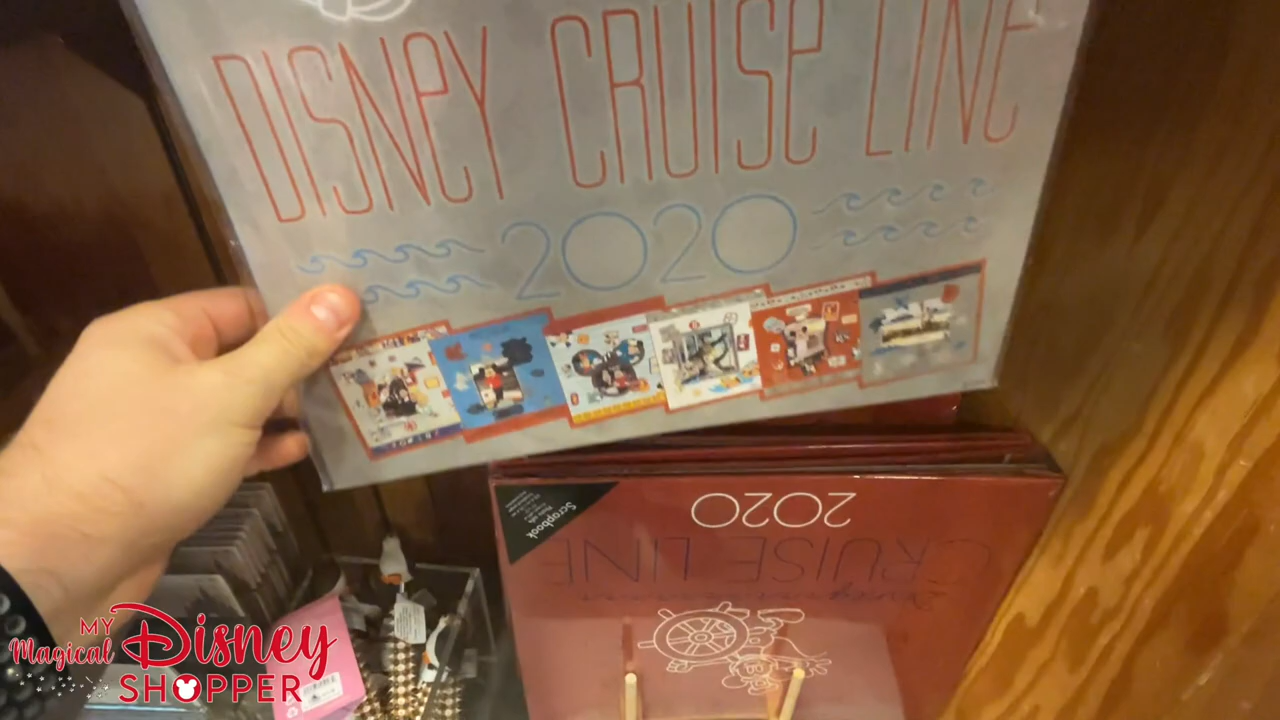 DISNEY CRUISE LINE
2020
Scrapbook
2020
CRUISE LINE
MY
Magical Disney
SHOPPER